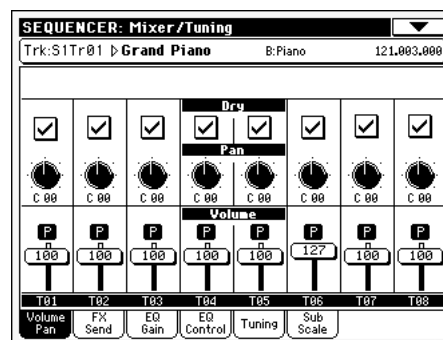 SEQUENCER: Mixer/Tuning
Trk:S1Tr01 ▷Grand Piano B:Piano 121.003.000
Dry
Pan
C 00 C 00 C 00 C 00 C 00 C 00 C 00 C 00
Volume
P P P P P P P P
100 100 100 100 100 127 100 100
T01 T02 T03 T04 T05 T06 T07 T08
Volume Pan FX Send EQ Gain EQ Control Tuning Sub Scale